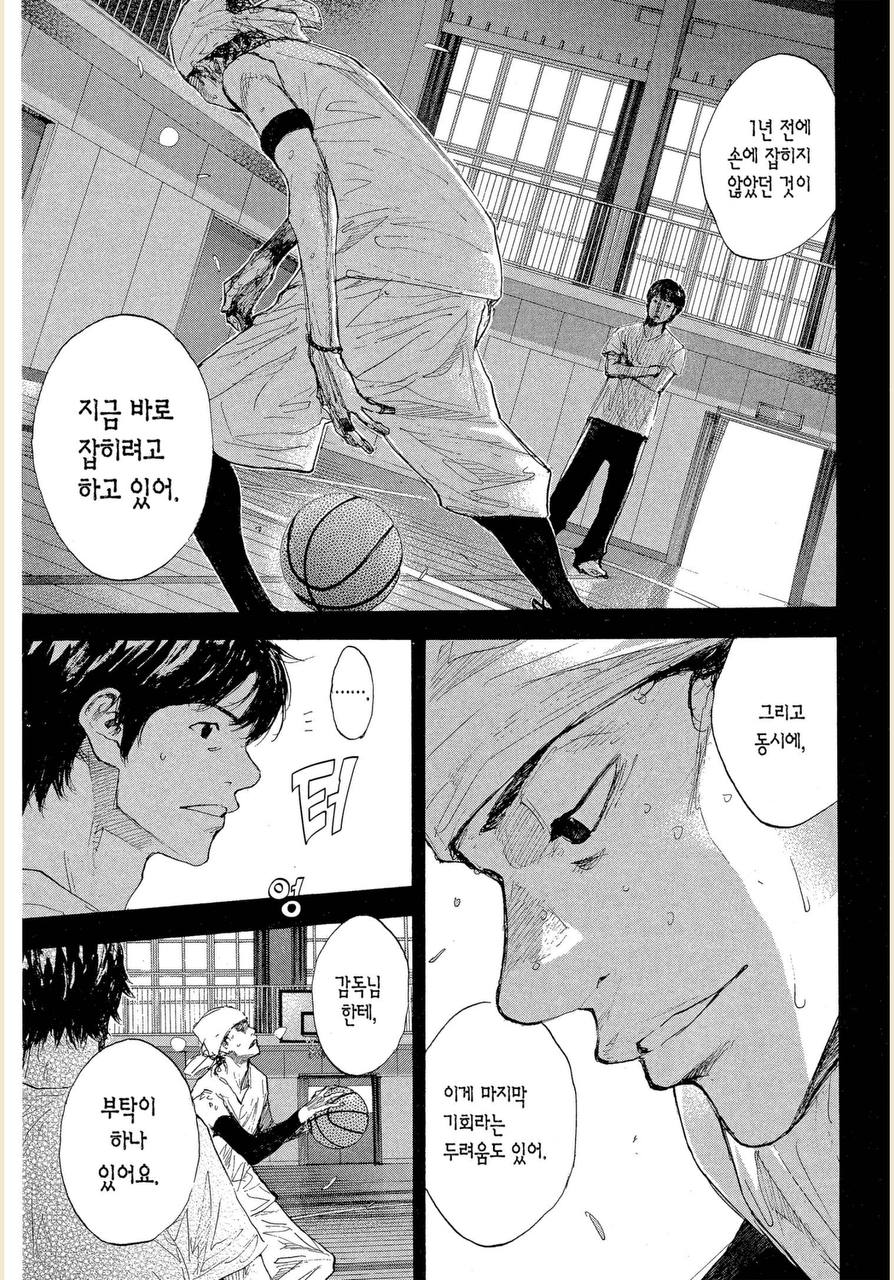 1년 전에
손에 잡히지
않았던 것이
지금 바로
잡히려고
하고 있어.
그리고
동시에,
이게 마지막
기회라는
두려움도 있어.
……
터
엉
감독님
한테,
부탁이
하나
있어요.